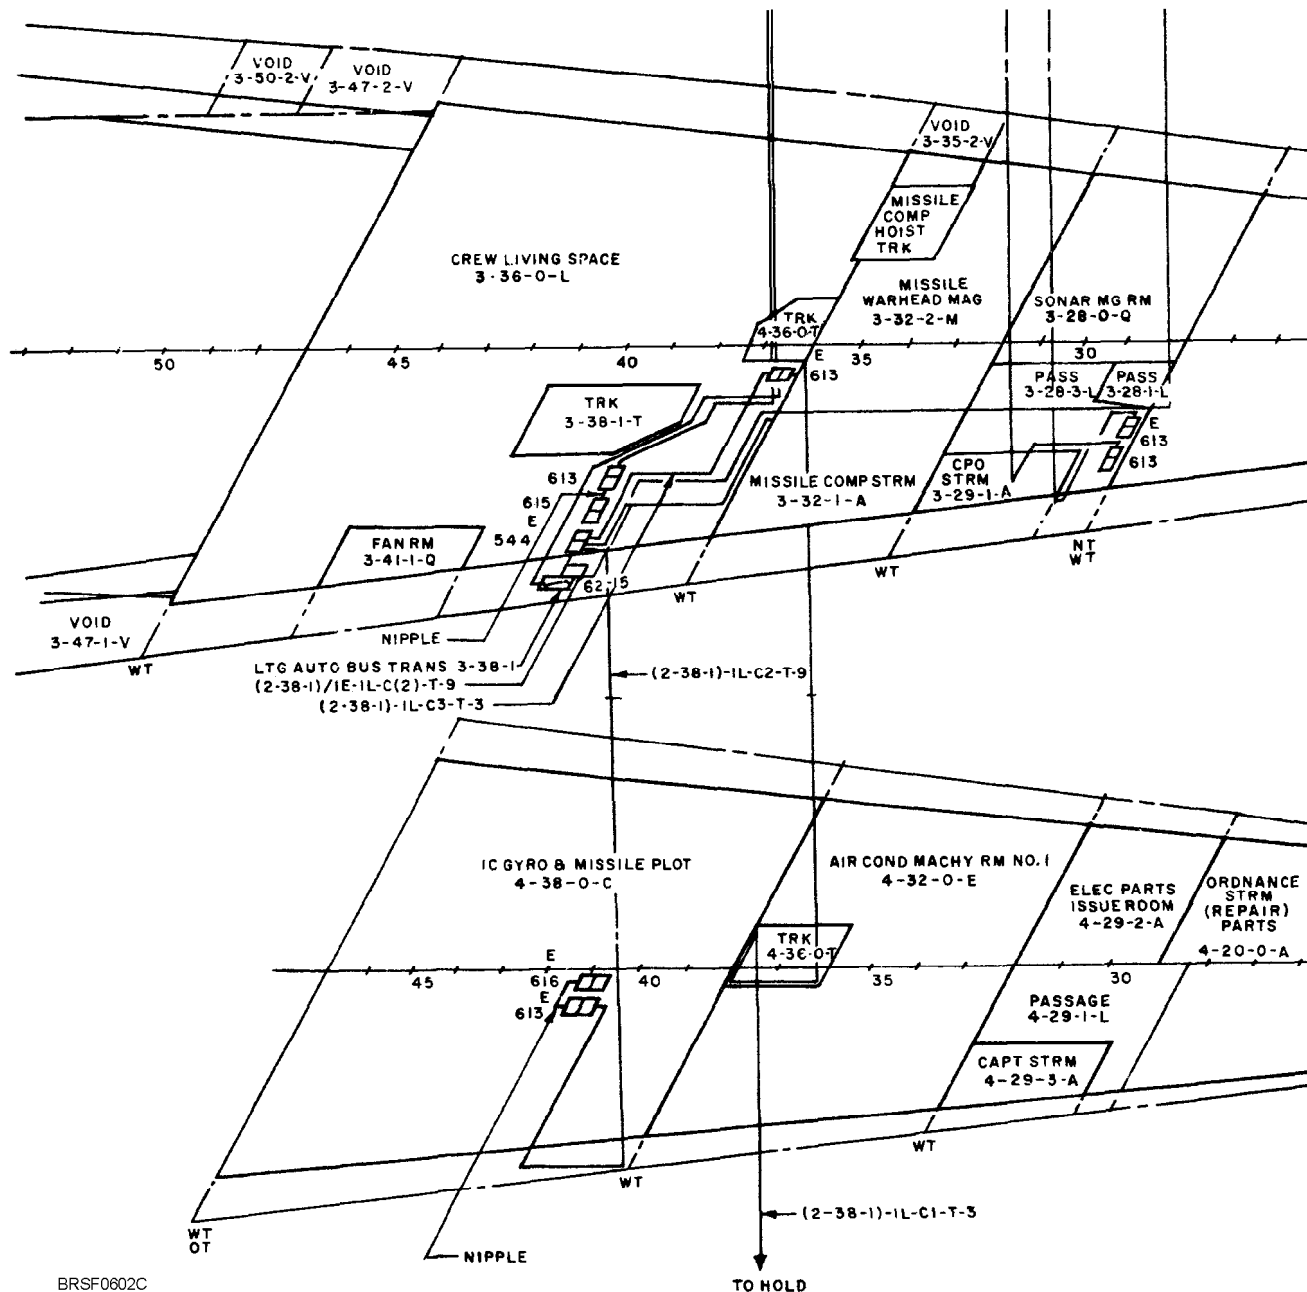 VOID
3-50-2-V
VOID
3-47-2-V
VOID
3-35-2-V
MISSILE
COMP
HOIST
TRK
CREW LIVING SPACE
3-36-0-L
MISSILE
WARHEAD MAG
3-32-2-M
SONAR MG RM
3-28-0-Q
TRK
4-36-0-T
50
45
40
35
30
E
613
PASS
3-28-3-L
PASS
3-28-1-L
TRK
3-38-1-T
E
613
613
613
615
E
544
MISSILE COMP STRM
3-32-1-A
CPO
STRM
3-29-1-A
FAN RM
3-41-1-Q
62-15
NT
WT
WT
WT
VOID
3-47-1-V
WT
NIPPLE
LTG AUTO BUS TRANS 3-38-1
(2-38-1)/1E-1L-C(2)-T-9
(2-38-1)-1L-C3-T-3
(2-38-1)-1L-C2-T-9
IC GYRO & MISSILE PLOT
4-38-0-C
AIR COND MACHY RM NO. 1
4-32-0-E
ELEC PARTS
ISSUE ROOM
4-29-2-A
ORDNANCE
STRM
(REPAIR)
PARTS
4-20-0-A
TRK
4-36-0-T
45
40
35
30
E
616
E
613
PASSAGE
4-29-1-L
CAPT STRM
4-29-3-A
WT
WT
WT
OT
(2-38-1)-1L-C1-T-3
NIPPLE
TO HOLD
BRSF0602C